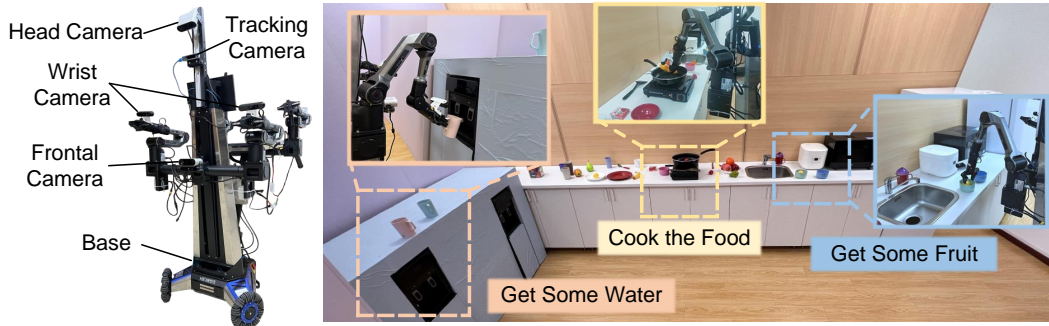 Head Camera
Tracking
Camera
Wrist
Camera
Frontal
Camera
Base
Cook the Food
Get Some Fruit
Get Some Water